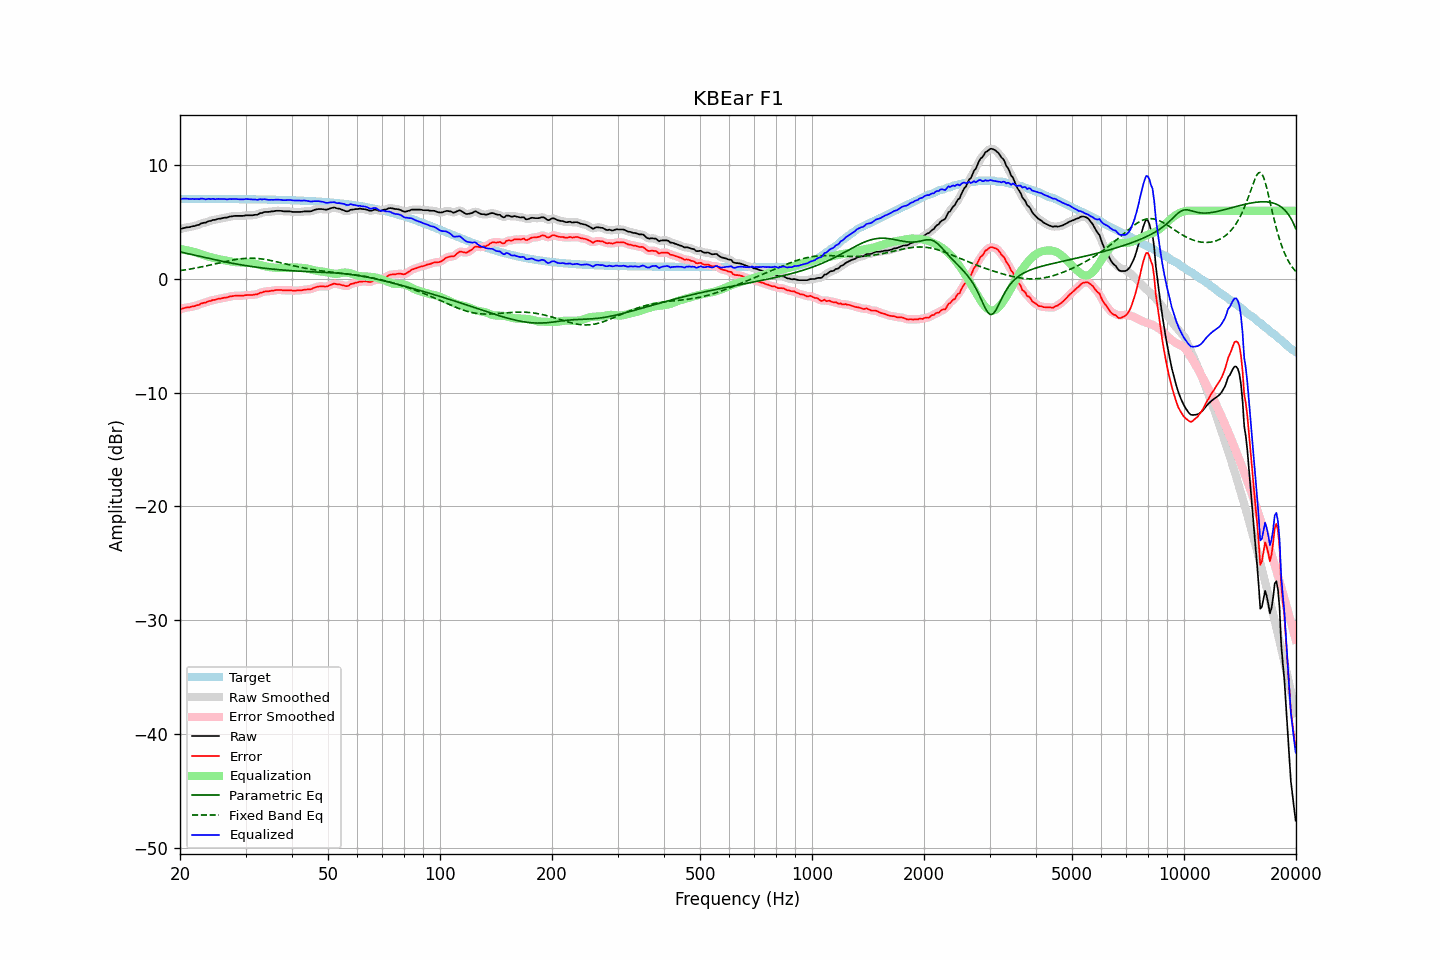 KBEar F1
10
0
−10
−20
−30
−40
−50
Amplitude (dBr)
Target
Raw Smoothed
Error Smoothed
Raw
Error
Equalization
Parametric Eq
Fixed Band Eq
Equalized
20 50 100 200 500 1000 2000 5000 10000 20000
Frequency (Hz)